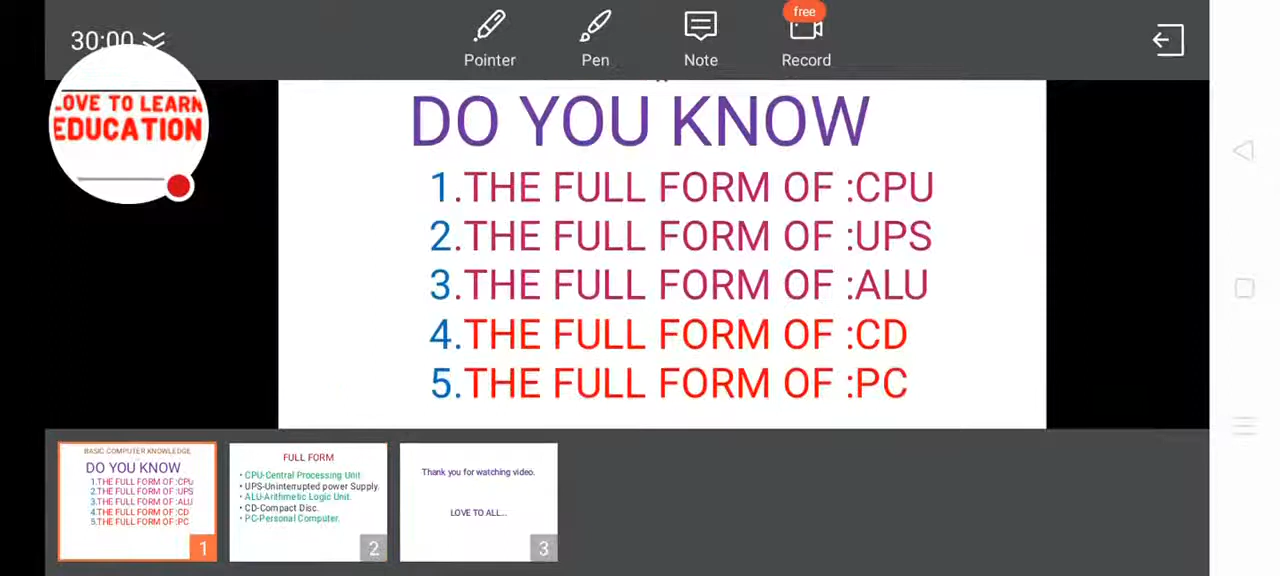 30:00
Pointer
Pen
Note
free
Record
LOVE TO LEARN
EDUCATION
DO YOU KNOW
1.THE FULL FORM OF :CPU
2.THE FULL FORM OF :UPS
3.THE FULL FORM OF :ALU
4.THE FULL FORM OF :CD
5.THE FULL FORM OF :PC
BASIC COMPUTER KNOWLEDGE
DO YOU KNOW
1.THE FULL FORM OF :CPU
2.THE FULL FORM OF :UPS
3.THE FULL FORM OF :ALU
4.THE FULL FORM OF :CD
5.THE FULL FORM OF :PC
1
FULL FORM
• CPU-Central Processing Unit
• UPS-Uninterrupted power Supply.
• ALU-Arithmetic Logic Unit.
• CD-Compact Disc.
• PC-Personal Computer.
2
Thank you for watching video.
LOVE TO ALL...
3